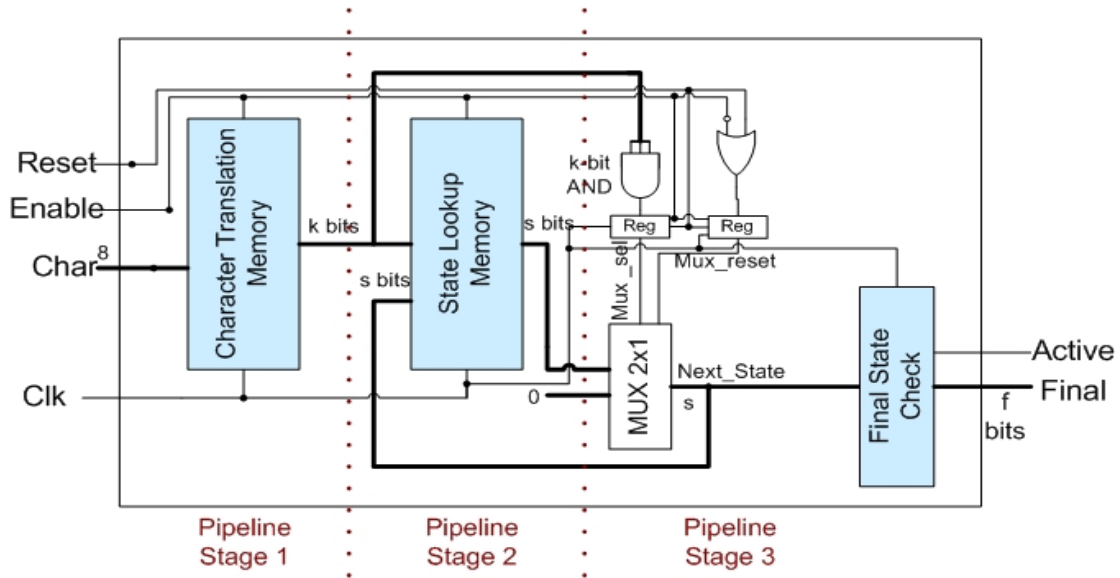 Reset
Enable
Char
8
Clk
Character Translation
Memory
k bits
s bits
State Lookup
Memory
s bits
k-bit
AND
Reg
Reg
Mux_sel
Mux_reset
0
MUX 2x1
Next_State
s
Final State
Check
Active
Final
f
bits
Pipeline
Stage 1
Pipeline
Stage 2
Pipeline
Stage 3